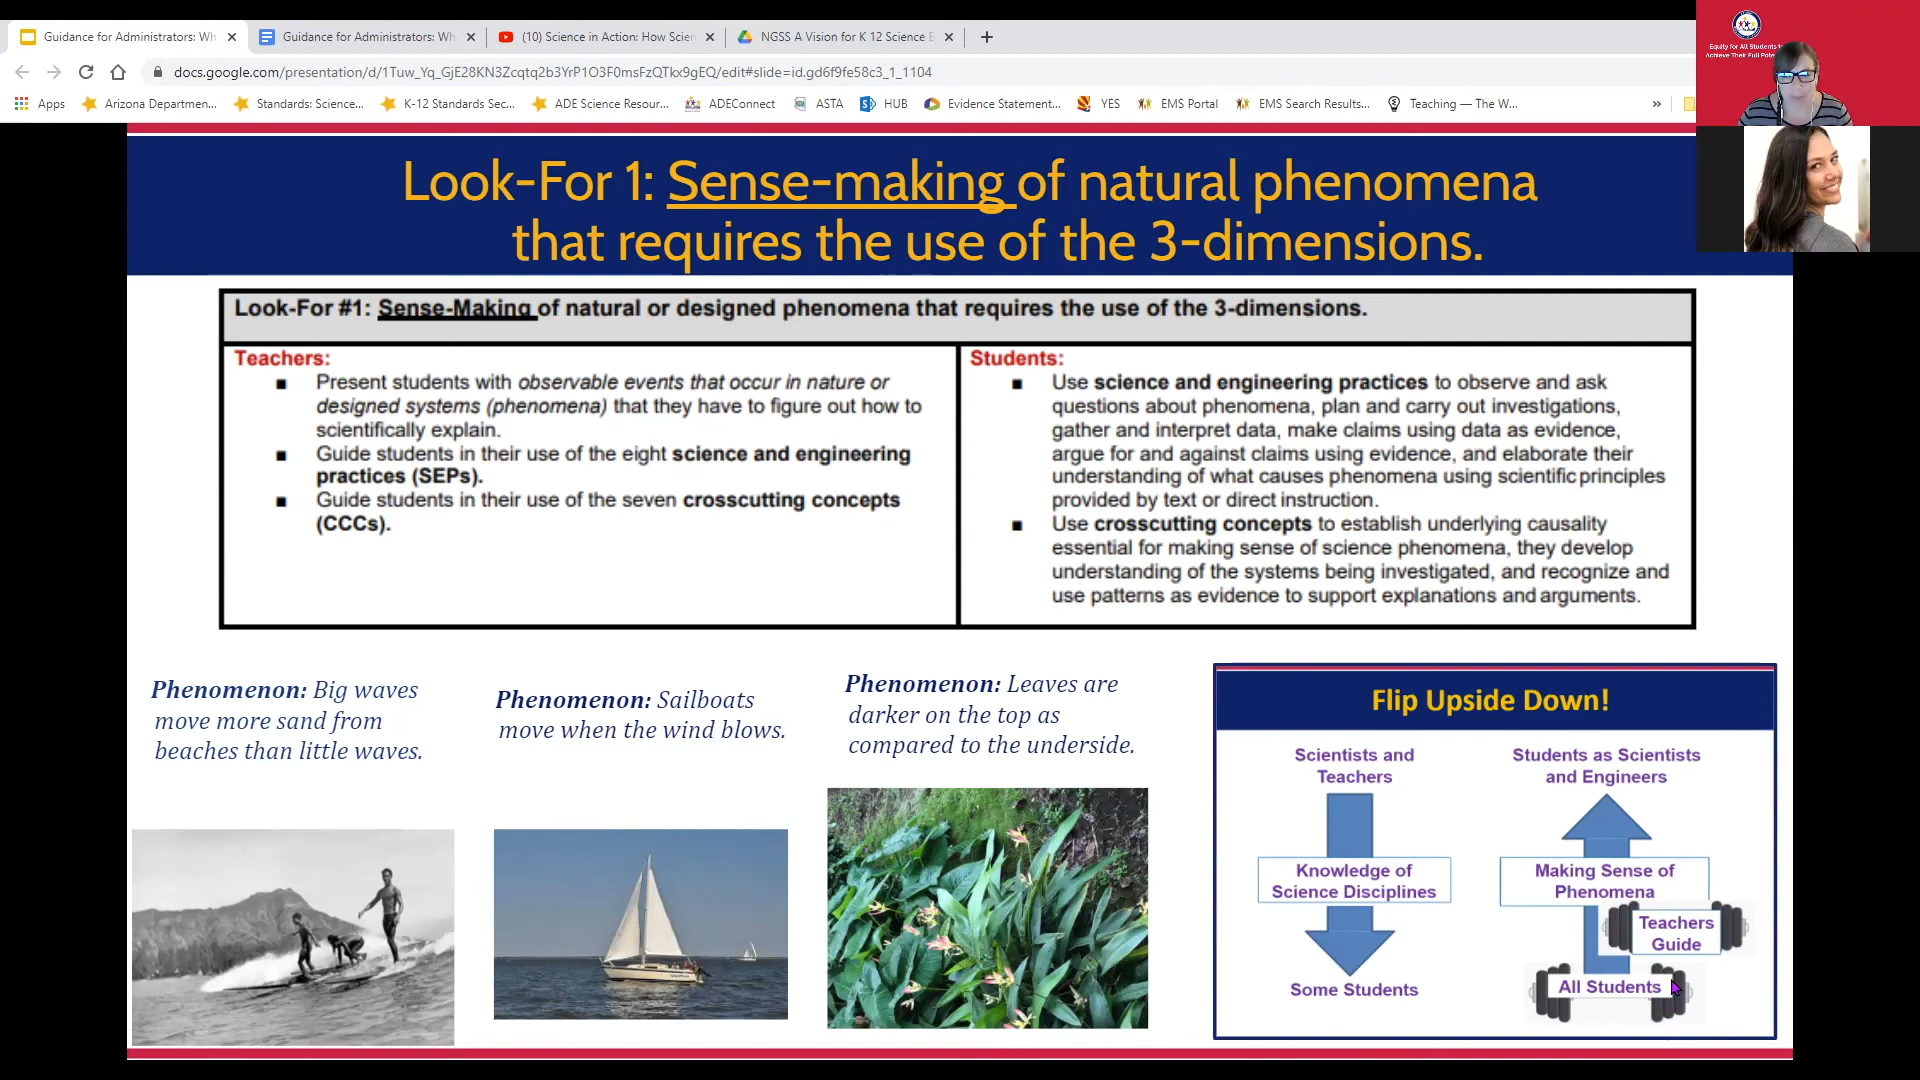 Guidance for Administrators: Wh
Guidance for Administrators: Wh
(10) Science in Action: How Scien
NGSS A Vision for K 12 Science E
docs.google.com/presentation/d/1Tuw_Yq_GjE28KN3Zcqtq2b3YrP1O3F0msFzQTkx9gEQ/edit#slide=id.gd6f9fe58c3_1_1104
Apps
Arizona Departmen...
Standards: Science...
K-12 Standards Sec...
ADE Science Resour...
ADEConnect
ASTA
HUB
Evidence Statement...
YES
EMS Portal
EMS Search Results...
Teaching — The W...
»
Equity for All Students
Achieve Their Full
Look-For 1: Sense-making of natural phenomena
that requires the use of the 3-dimensions.
Look-For #1: Sense-Making of natural or designed phenomena that requires the use of the 3-dimensions.
Teachers:
■ Present students with observable events that occur in nature or
designed systems (phenomena) that they have to figure out how to
scientifically explain.
■ Guide students in their use of the eight science and engineering
practices (SEPs).
■ Guide students in their use of the seven crosscutting concepts
(CCCs).
Students:
■ Use science and engineering practices to observe and ask
questions about phenomena, plan and carry out investigations,
gather and interpret data, make claims using data as evidence,
argue for and against claims using evidence, and elaborate their
understanding of what causes phenomena using scientific principles
provided by text or direct instruction.
■ Use crosscutting concepts to establish underlying causality
essential for making sense of science phenomena, they develop
understanding of the systems being investigated, and recognize and
use patterns as evidence to support explanations and arguments.
Phenomenon: Big waves
move more sand from
beaches than little waves.
Phenomenon: Sailboats
move when the wind blows.
Phenomenon: Leaves are
darker on the top as
compared to the underside.
Flip Upside Down!
Scientists and
Teachers
Knowledge of
Science Disciplines
Some Students
Students as Scientists
and Engineers
Making Sense of
Phenomena
Teachers
Guide
All Students